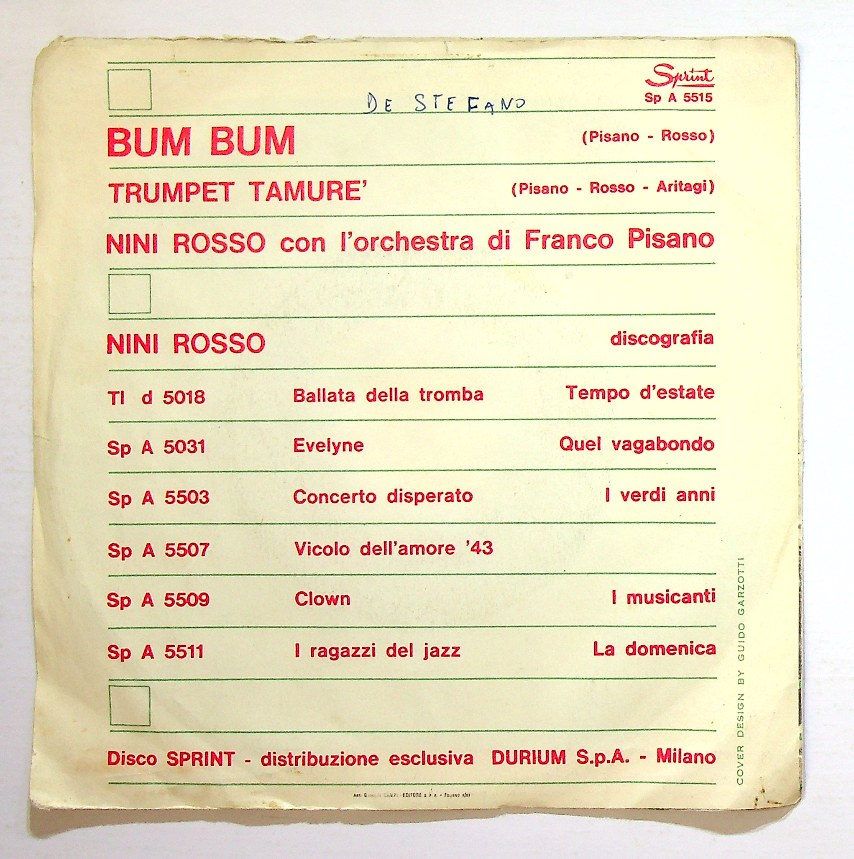 Sprint
Sp A 5515
DE STEFANO
BUM BUM (Pisano - Rosso)
TRUMPET TAMURE' (Pisano - Rosso - Aritagi)
NINI ROSSO con l'orchestra di Franco Pisano
NINI ROSSO discografia
TI d 5018 Ballata della tromba Tempo d'estate
Sp A 5031 Evelyne Quel vagabondo
Sp A 5503 Concerto disperato I verdi anni
Sp A 5507 Vicolo dell'amore '43
Sp A 5509 Clown I musicanti
Sp A 5511 I ragazzi del jazz La domenica
Disco SPRINT - distribuzione esclusiva DURIUM S.p.A. - Milano
COVER DESIGN BY GUIDO GARZOTTI